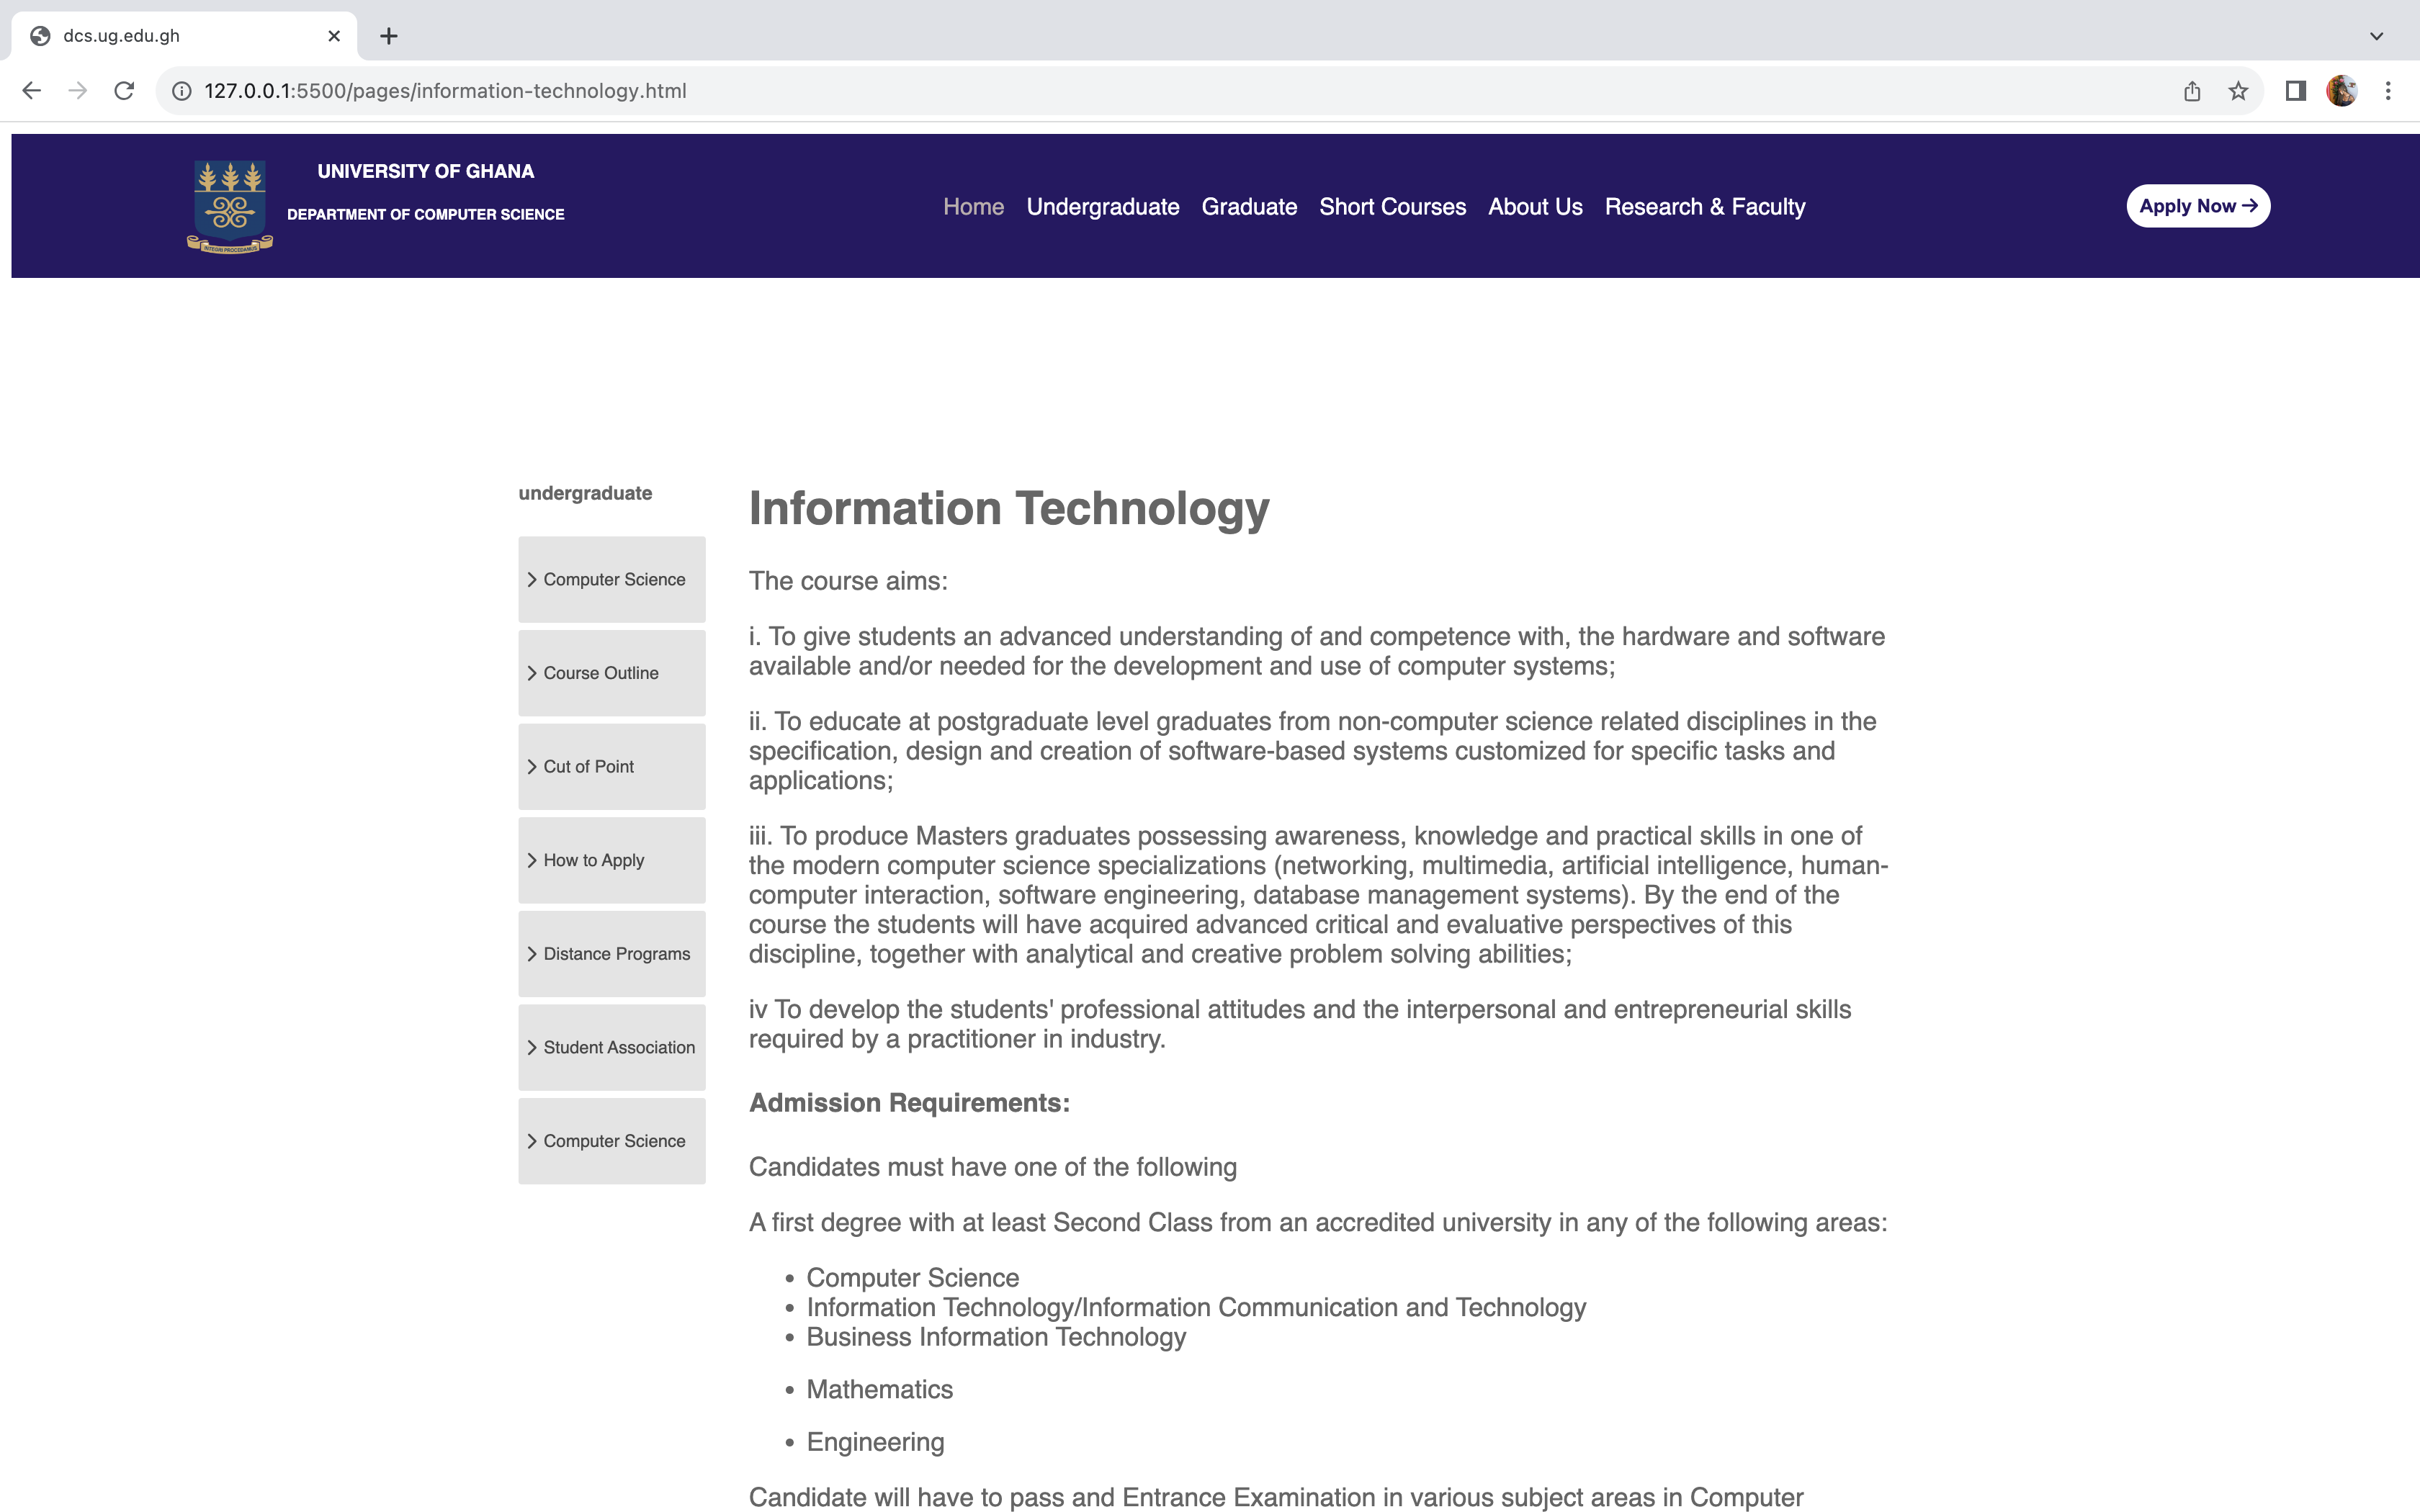 dcs.ug.edu.gh
127.0.0.1:5500/pages/information-technology.html
UNIVERSITY OF GHANA
DEPARTMENT OF COMPUTER SCIENCE
INTEGRI PROCEDAMUS
Home Undergraduate Graduate Short Courses About Us Research & Faculty
Apply Now
undergraduate
Computer Science
Course Outline
Cut of Point
How to Apply
Distance Programs
Student Association
Computer Science
Information Technology
The course aims:
i. To give students an advanced understanding of and competence with, the hardware and software
available and/or needed for the development and use of computer systems;
ii. To educate at postgraduate level graduates from non-computer science related disciplines in the
specification, design and creation of software-based systems customized for specific tasks and
applications;
iii. To produce Masters graduates possessing awareness, knowledge and practical skills in one of
the modern computer science specializations (networking, multimedia, artificial intelligence, human-
computer interaction, software engineering, database management systems). By the end of the
course the students will have acquired advanced critical and evaluative perspectives of this
discipline, together with analytical and creative problem solving abilities;
iv To develop the students' professional attitudes and the interpersonal and entrepreneurial skills
required by a practitioner in industry.
Admission Requirements:
Candidates must have one of the following
A first degree with at least Second Class from an accredited university in any of the following areas:
• Computer Science
• Information Technology/Information Communication and Technology
• Business Information Technology
• Mathematics
• Engineering
Candidate will have to pass and Entrance Examination in various subject areas in Computer